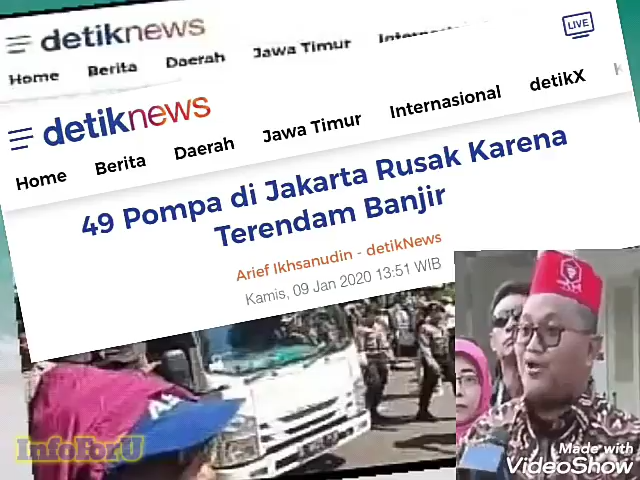 detiknews
Home Berita Daerah Jawa Timur
LIVE
detiknews
Home Berita Daerah Jawa Timur Internasional detikX
49 Pompa di Jakarta Rusak Karena
Terendam Banjir
Arief Ikhsanudin - detikNews
Kamis, 09 Jan 2020 13:51 WIB
InfoForU
Made with
VideoShow